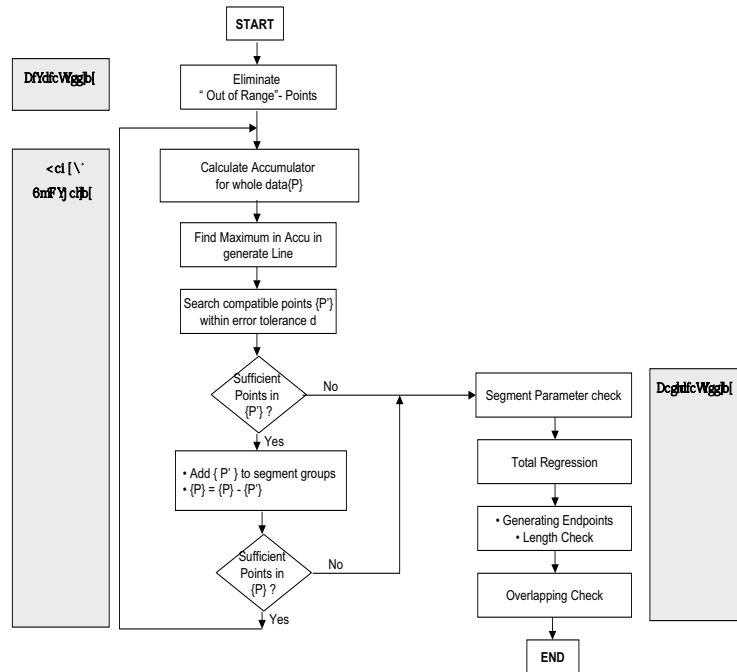 START
Eliminate
“ Out of Range”- Points
Calculate Accumulator
for whole data{P}
Find Maximum in Accu in
generate Line
Search compatible points {P'}
within error tolerance d
Sufficient
Points in
{P'} ?
No
Yes
• Add { P' } to segment groups
• {P} = {P} - {P'}
Sufficient
Points in
{P} ?
No
Yes
Segment Parameter check
Total Regression
• Generating Endpoints
• Length Check
Overlapping Check
END